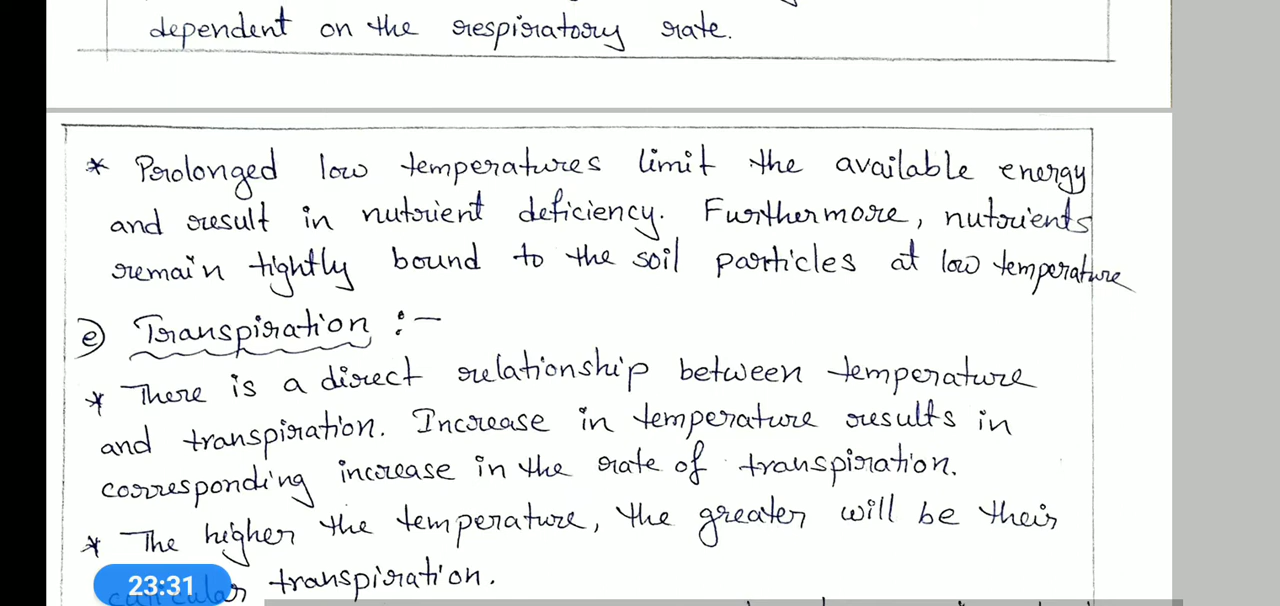 dependent on the respiratory rate.
* Prolonged low temperatures limit the available energy
and result in nutrient deficiency. Furthermore, nutrients
remain tightly bound to the soil particles at low temperature
e) Transpiration :-
* There is a direct relationship between temperature
and transpiration. Increase in temperature results in
corresponding increase in the rate of transpiration.
* The higher the temperature, the greater will be their
transpiration.
23:31